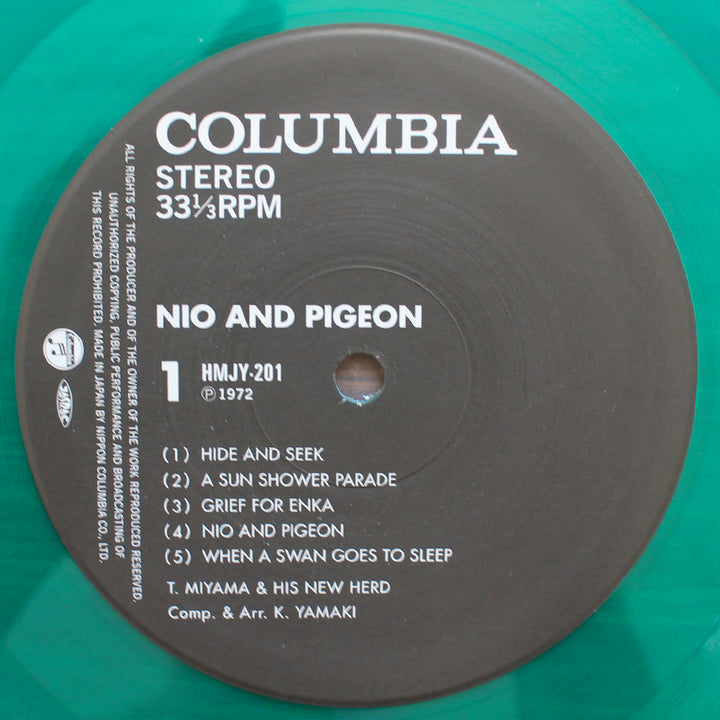 COLUMBIA
STEREO
33⅓RPM
NIO AND PIGEON
1 HMJY-201
Ⓟ 1972
(1) HIDE AND SEEK
(2) A SUN SHOWER PARADE
(3) GRIEF FOR ENKA
(4) NIO AND PIGEON
(5) WHEN A SWAN GOES TO SLEEP
T. MIYAMA & HIS NEW HERD
Comp. & Arr. K. YAMAKI
ALL RIGHTS OF THE PRODUCER AND OF THE OWNER OF THE WORK REPRODUCED RESERVED.
UNAUTHORIZED COPYING, PUBLIC PERFORMANCE AND BROADCASTING OF
THIS RECORD PROHIBITED. MADE IN JAPAN BY NIPPON COLUMBIA CO., LTD.
Columbia
JASRAC